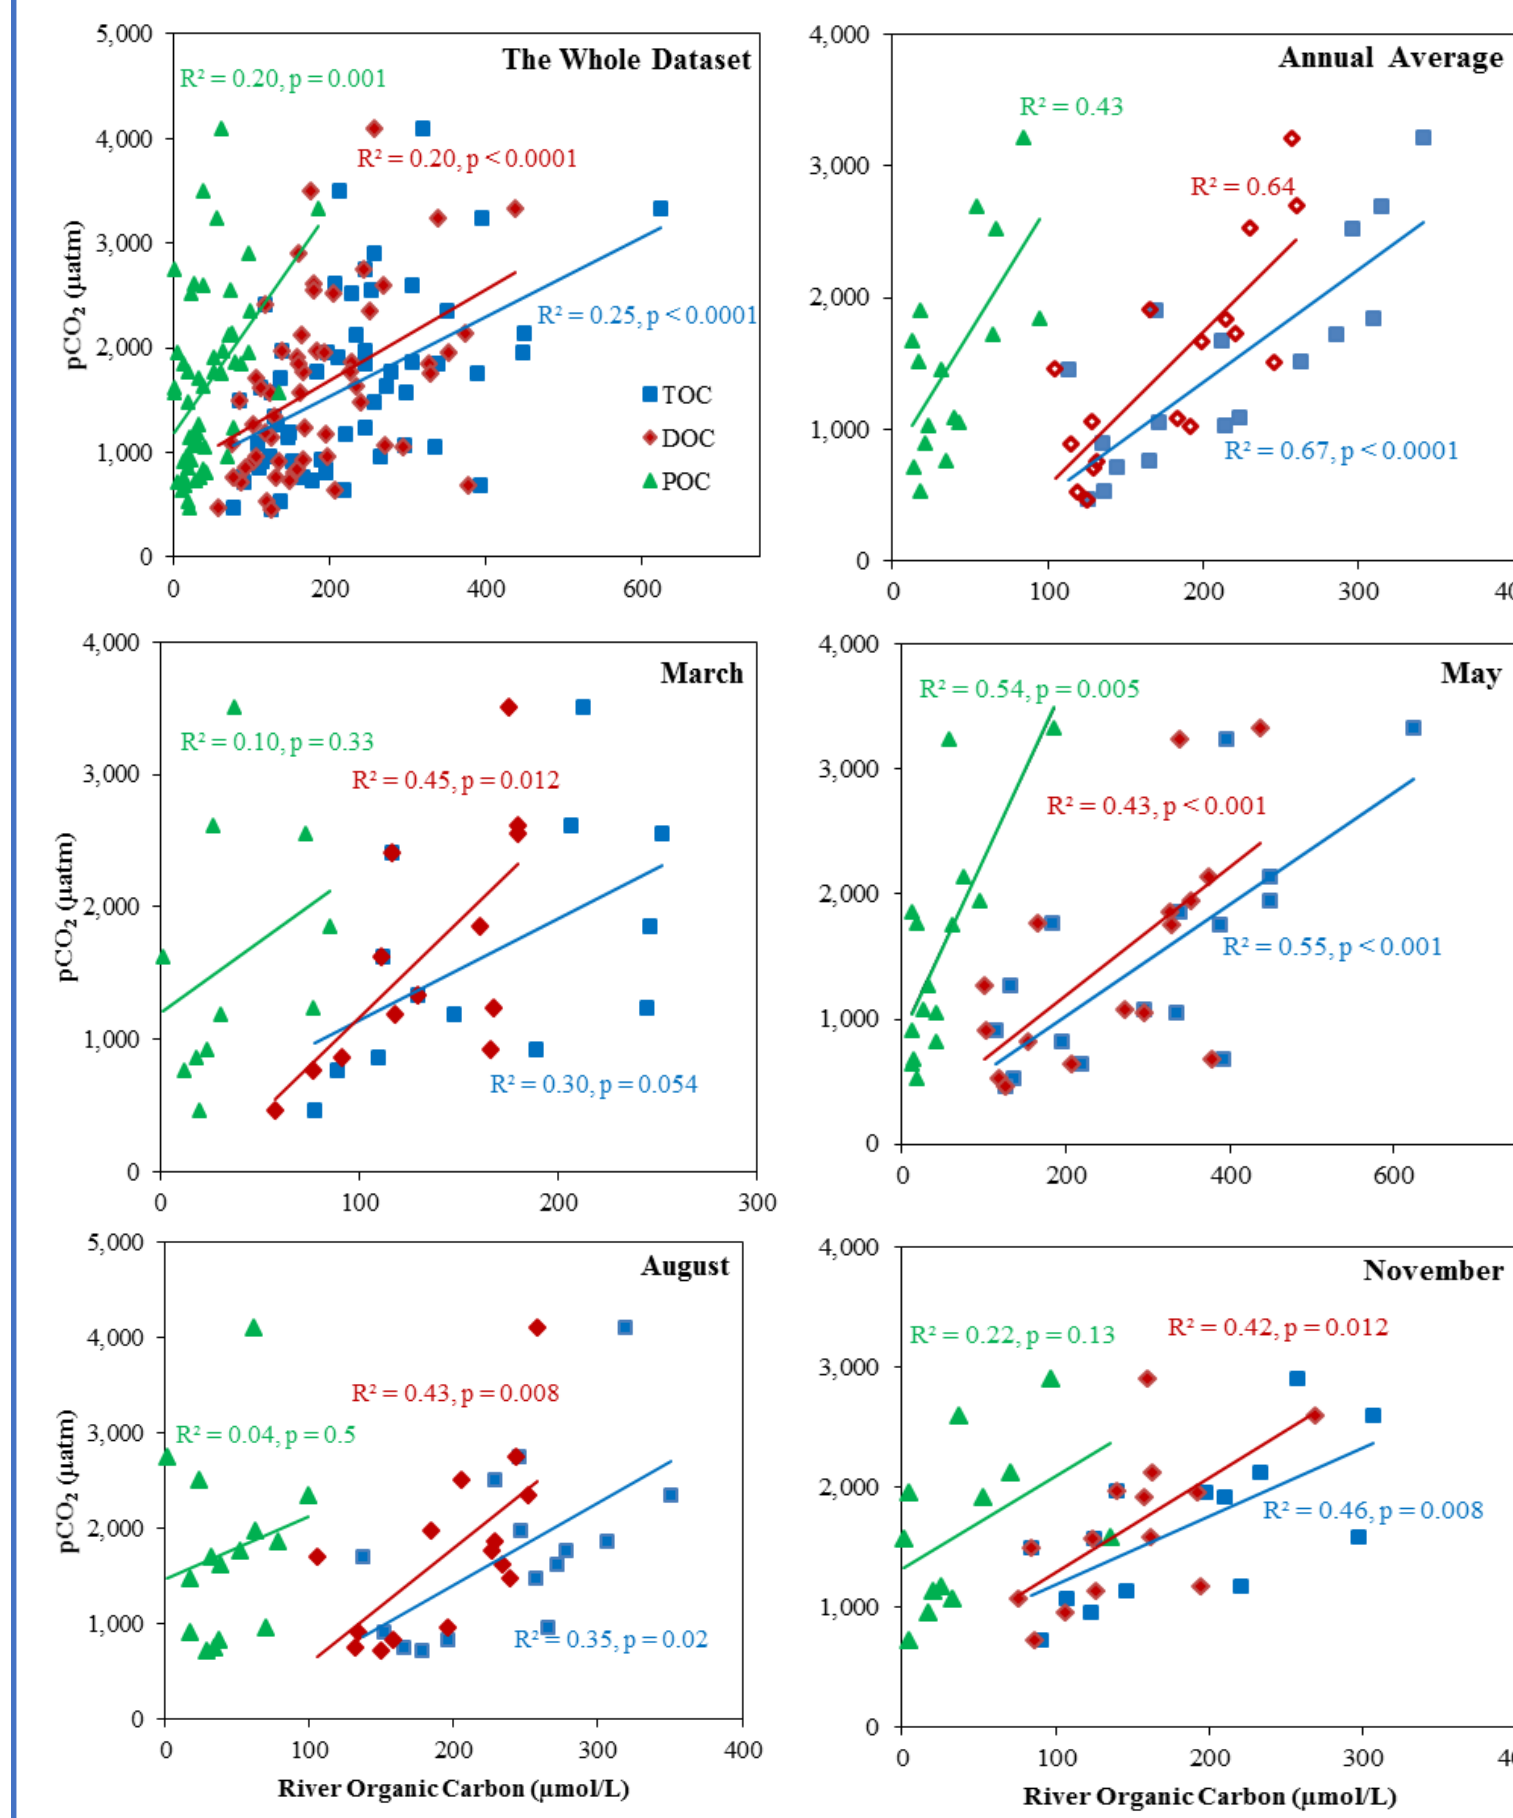 The Whole Dataset
R² = 0.20, p = 0.001
R² = 0.20, p < 0.0001
R² = 0.25, p < 0.0001
TOC
DOC
POC
pCO₂ (µatm)
5,000
4,000
3,000
2,000
1,000
0
0 200 400 600
Annual Average
R² = 0.43
R² = 0.64
R² = 0.67, p < 0.0001
4,000
3,000
2,000
1,000
0
0 100 200 300 40
March
R² = 0.10, p = 0.33
R² = 0.45, p = 0.012
R² = 0.30, p = 0.054
pCO₂ (µatm)
4,000
3,000
2,000
1,000
0
0 100 200 300
May
R² = 0.54, p = 0.005
R² = 0.43, p < 0.001
R² = 0.55, p < 0.001
4,000
3,000
2,000
1,000
0
0 200 400 600
August
R² = 0.43, p = 0.008
R² = 0.04, p = 0.5
R² = 0.35, p = 0.02
pCO₂ (µatm)
5,000
4,000
3,000
2,000
1,000
0
0 100 200 300 400
River Organic Carbon (µmol/L)
November
R² = 0.22, p = 0.13
R² = 0.42, p = 0.012
R² = 0.46, p = 0.008
4,000
3,000
2,000
1,000
0
0 100 200 300 40
River Organic Carbon (µmol/L)